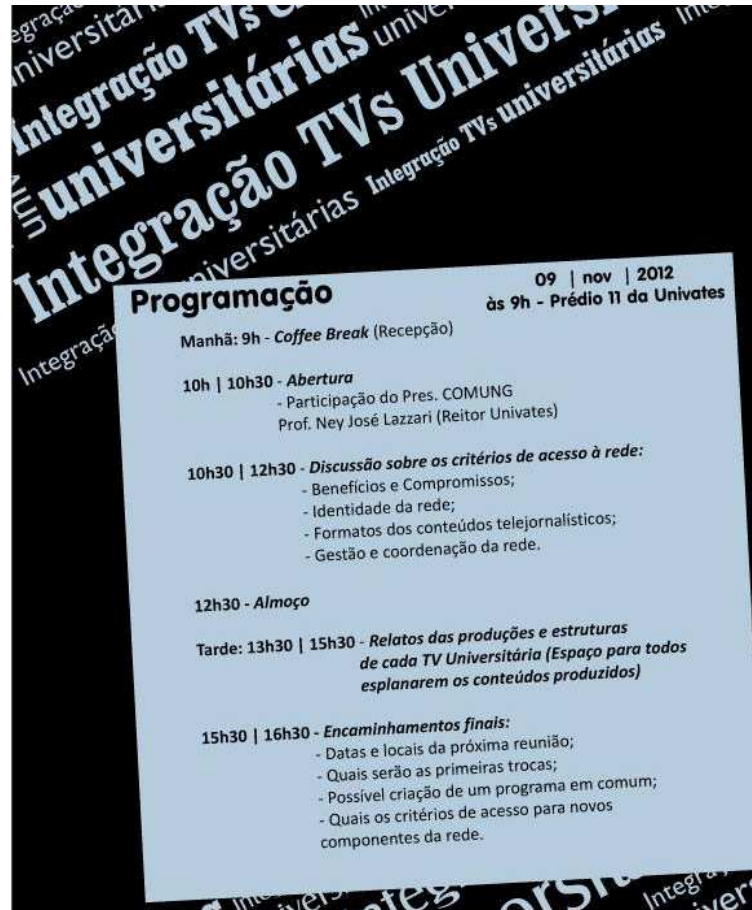 Integração TVs
universitárias
Integração TVs Univers
universitárias Integração TVs universitárias
Programação
09 | nov | 2012
às 9h - Prédio 11 da Univates
Manhã: 9h - Coffee Break (Recepção)
10h | 10h30 - Abertura
- Participação do Pres. COMUNG
Prof. Ney José Lazzari (Reitor Univates)
10h30 | 12h30 - Discussão sobre os critérios de acesso à rede:
- Benefícios e Compromissos;
- Identidade da rede;
- Formatos dos conteúdos telejornalísticos;
- Gestão e coordenação da rede.
12h30 - Almoço
Tarde: 13h30 | 15h30 - Relatos das produções e estruturas
de cada TV Universitária (Espaço para todos
esplanarem os conteúdos produzidos)
15h30 | 16h30 - Encaminhamentos finais:
- Datas e locais da próxima reunião;
- Quais serão as primeiras trocas;
- Possível criação de um programa em comum;
- Quais os critérios de acesso para novos
componentes da rede.